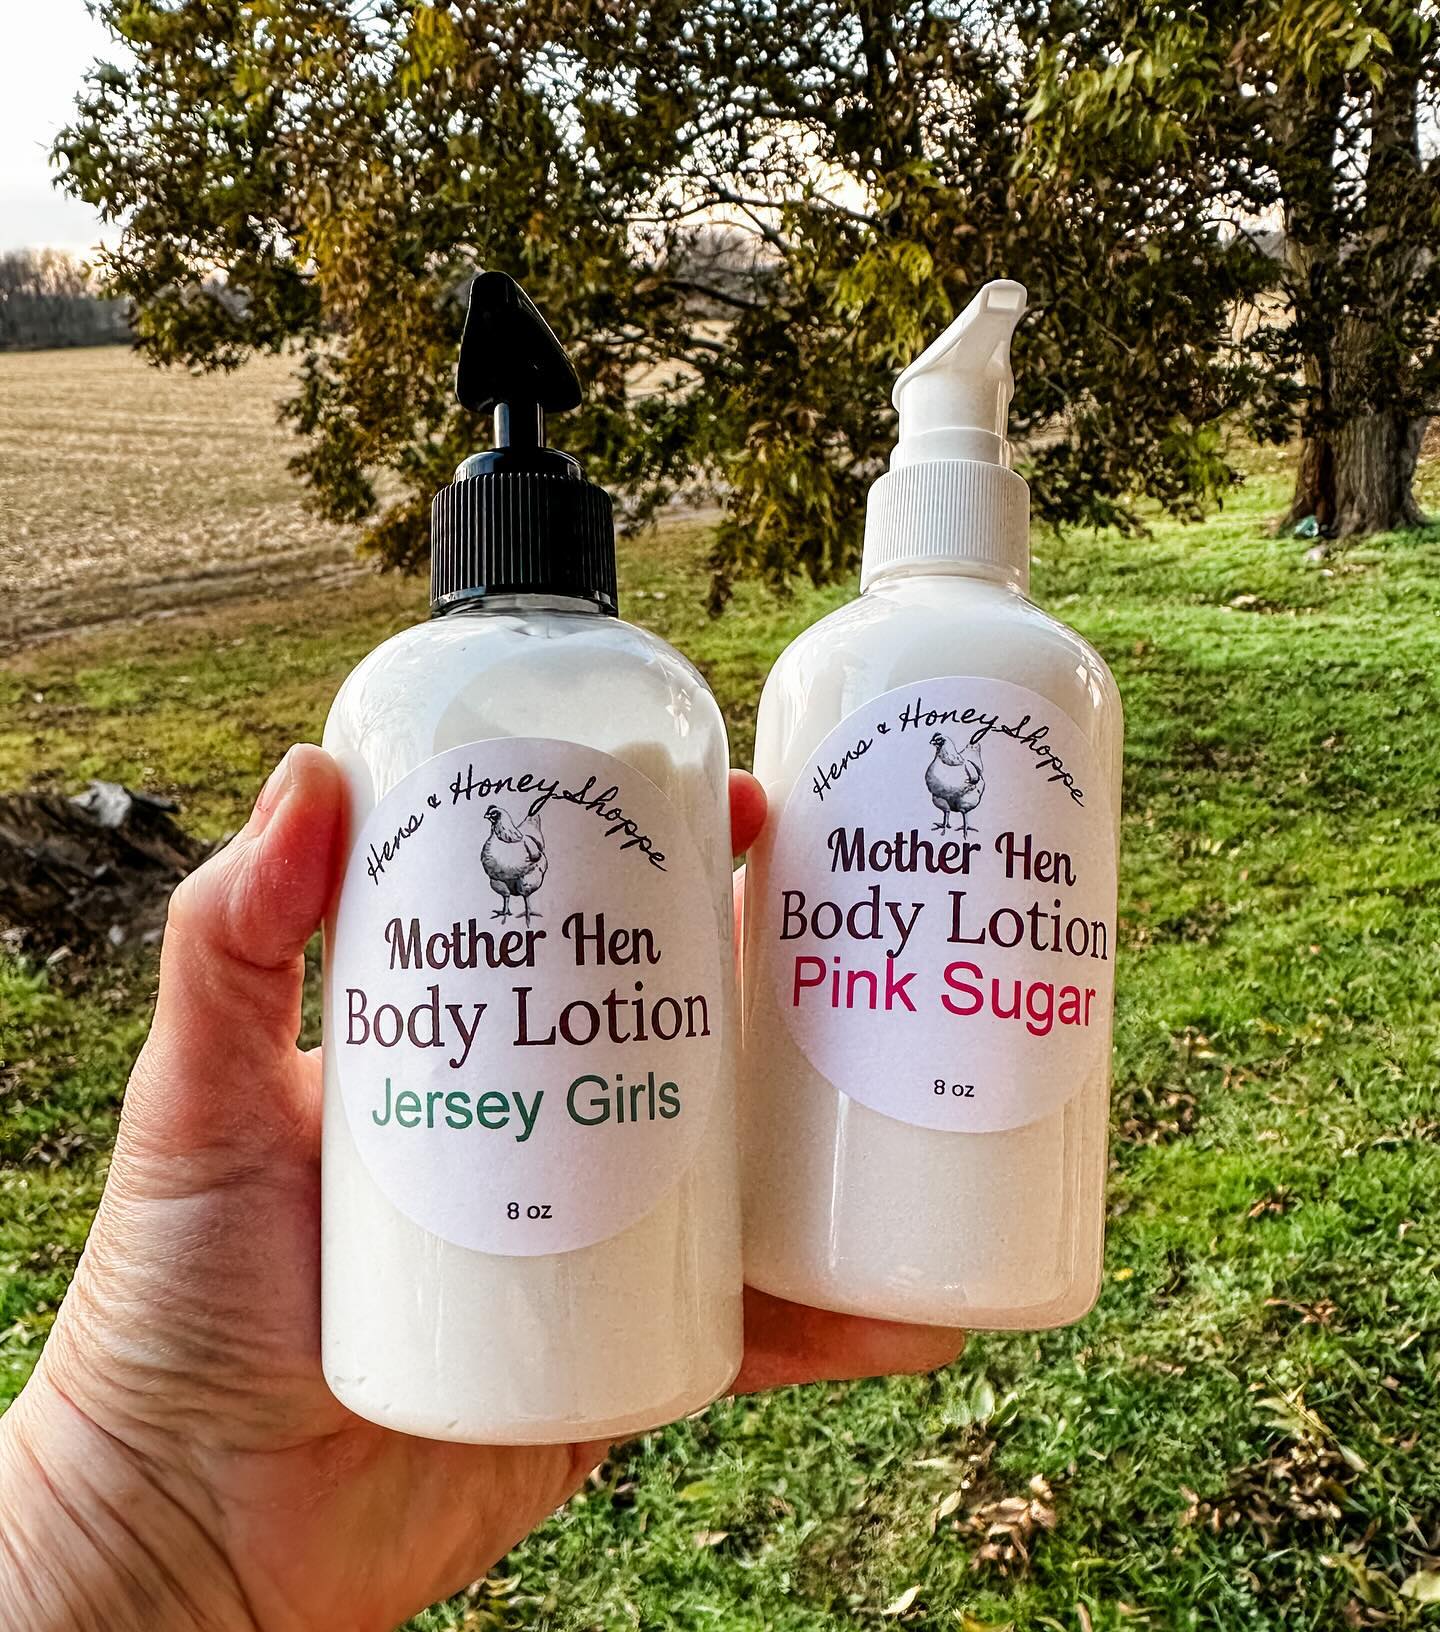 Hens & Honey Shoppe
Mother Hen
Body Lotion
Jersey Girls
8 oz
Hens & Honey Shoppe
Mother Hen
Body Lotion
Pink Sugar
8 oz